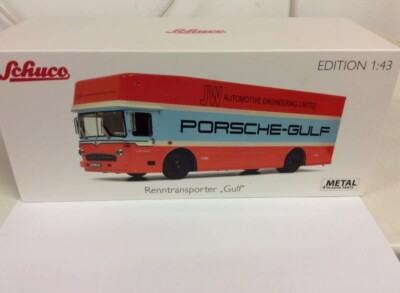 Schuco
EDITION 1:43
JW AUTOMOTIVE ENGINEERING LIMITED
PORSCHE-GULF
Renntransporter „Gulf"
METAL